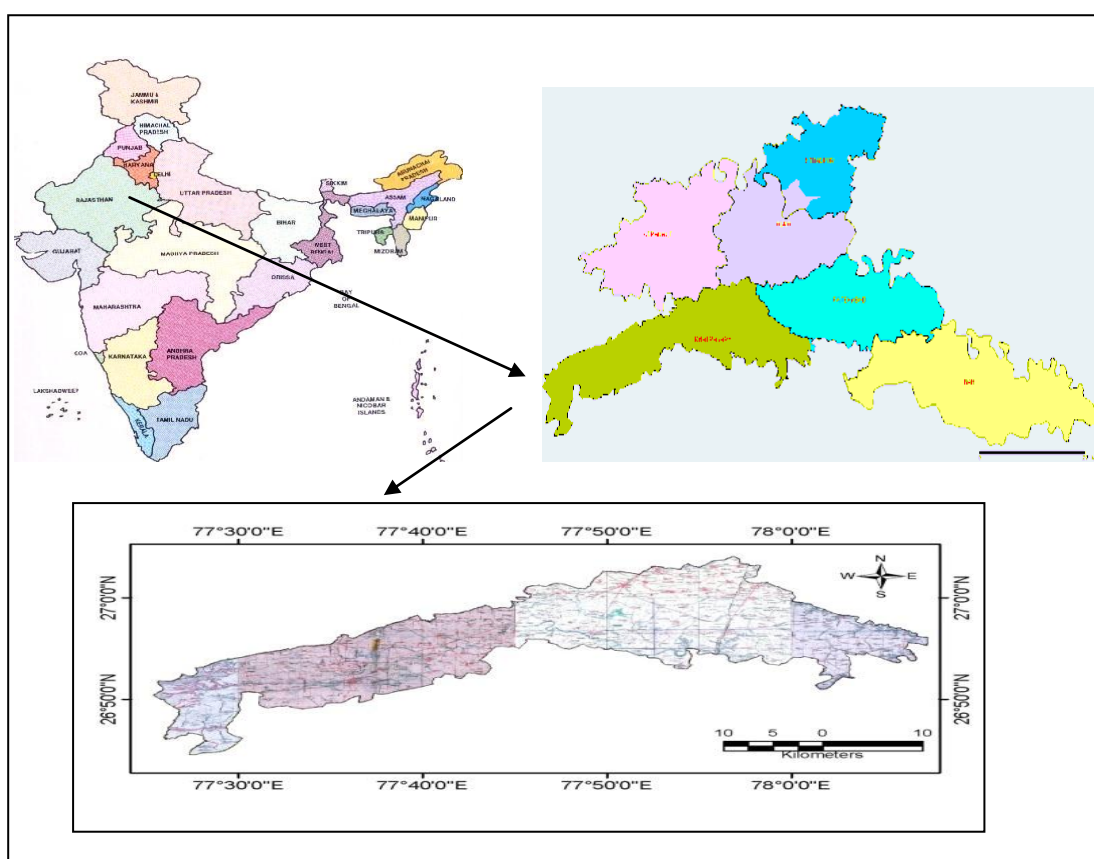 JAMMU &
KASHMIR
HIMACHAL
PRADESH
PUNJAB
HARYANA
DELHI
RAJASTHAN
UTTAR PRADESH
SIKKIM
ARUNACHAL
PRADESH
ASSAM
NAGALAND
MEGHALAYA
MANIPUR
BIHAR
TRIPURA
MIZORAM
WEST
BENGAL
GUJARAT
MADHYA PRADESH
ORISSA
MAHARASHTRA
BAY
OF
BENGAL
ANDHRA
PRADESH
GOA
KARNATAKA
LAKSHADWEEP
ANDAMAN &
NICOBAR
ISLANDS
KERALA
TAMIL NADU
77°30'0"E 77°40'0"E 77°50'0"E 78°0'0"E
N
W E
S
27°0'0"N 27°0'0"N
26°50'0"N 26°50'0"N
10 5 0 10
Kilometers
77°30'0"E 77°40'0"E 77°50'0"E 78°0'0"E